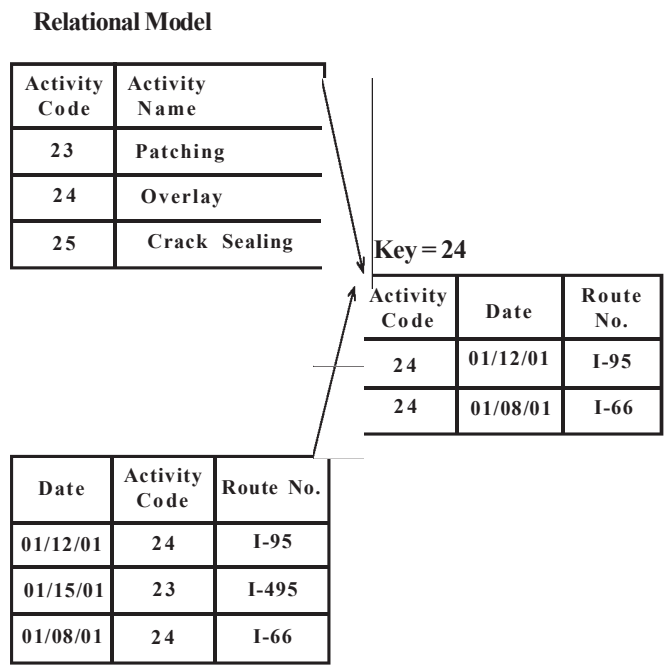 Relational Model
Activity Code Activity Name
23 Patching
24 Overlay
25 Crack Sealing
Key = 24
Activity Code Date Route No.
24 01/12/01 I-95
24 01/08/01 I-66
Date Activity Code Route No.
01/12/01 24 I-95
01/15/01 23 I-495
01/08/01 24 I-66